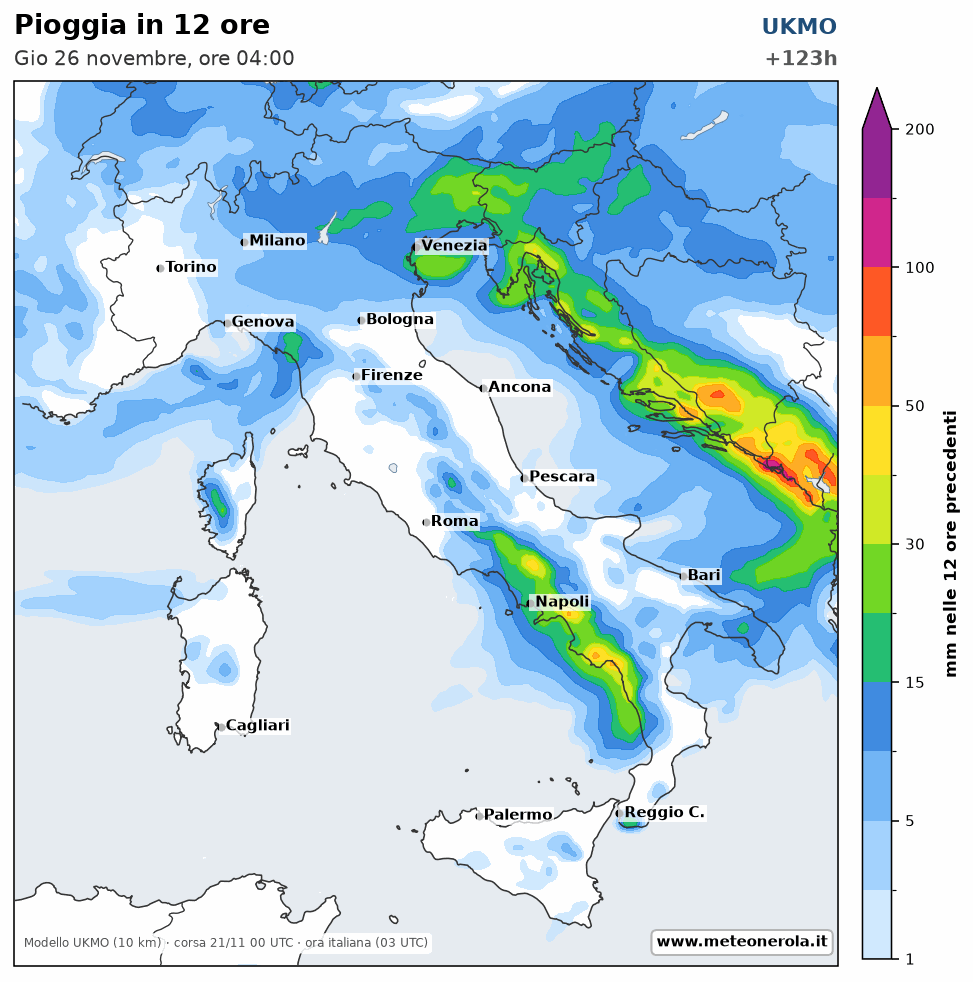 Pioggia in 12 ore
UKMO
Gio 26 novembre, ore 04:00
+123h
200
100
50
30
15
5
1
mm nelle 12 ore precedenti
Milano
Venezia
Torino
Genova
Bologna
Firenze
Ancona
Pescara
Roma
Bari
Napoli
Cagliari
Palermo
Reggio C.
Modello UKMO (10 km) · corsa 21/11 00 UTC · ora italiana (03 UTC)
www.meteonerola.it